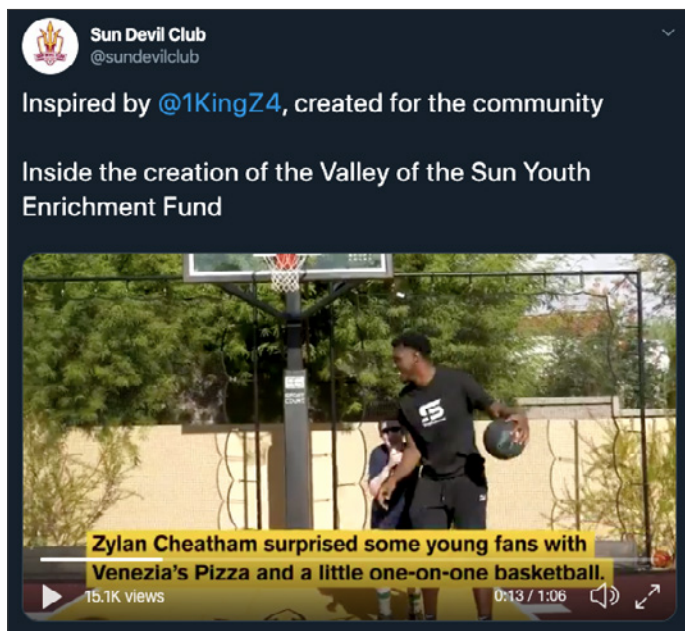 Sun Devil Club
@sundevilclub
Inspired by @1KingZ4, created for the community
Inside the creation of the Valley of the Sun Youth
Enrichment Fund
SPORT
COURT
Zylan Cheatham surprised some young fans with
Venezia's Pizza and a little one-on-one basketball.
15.1K views
0:13 / 1:06